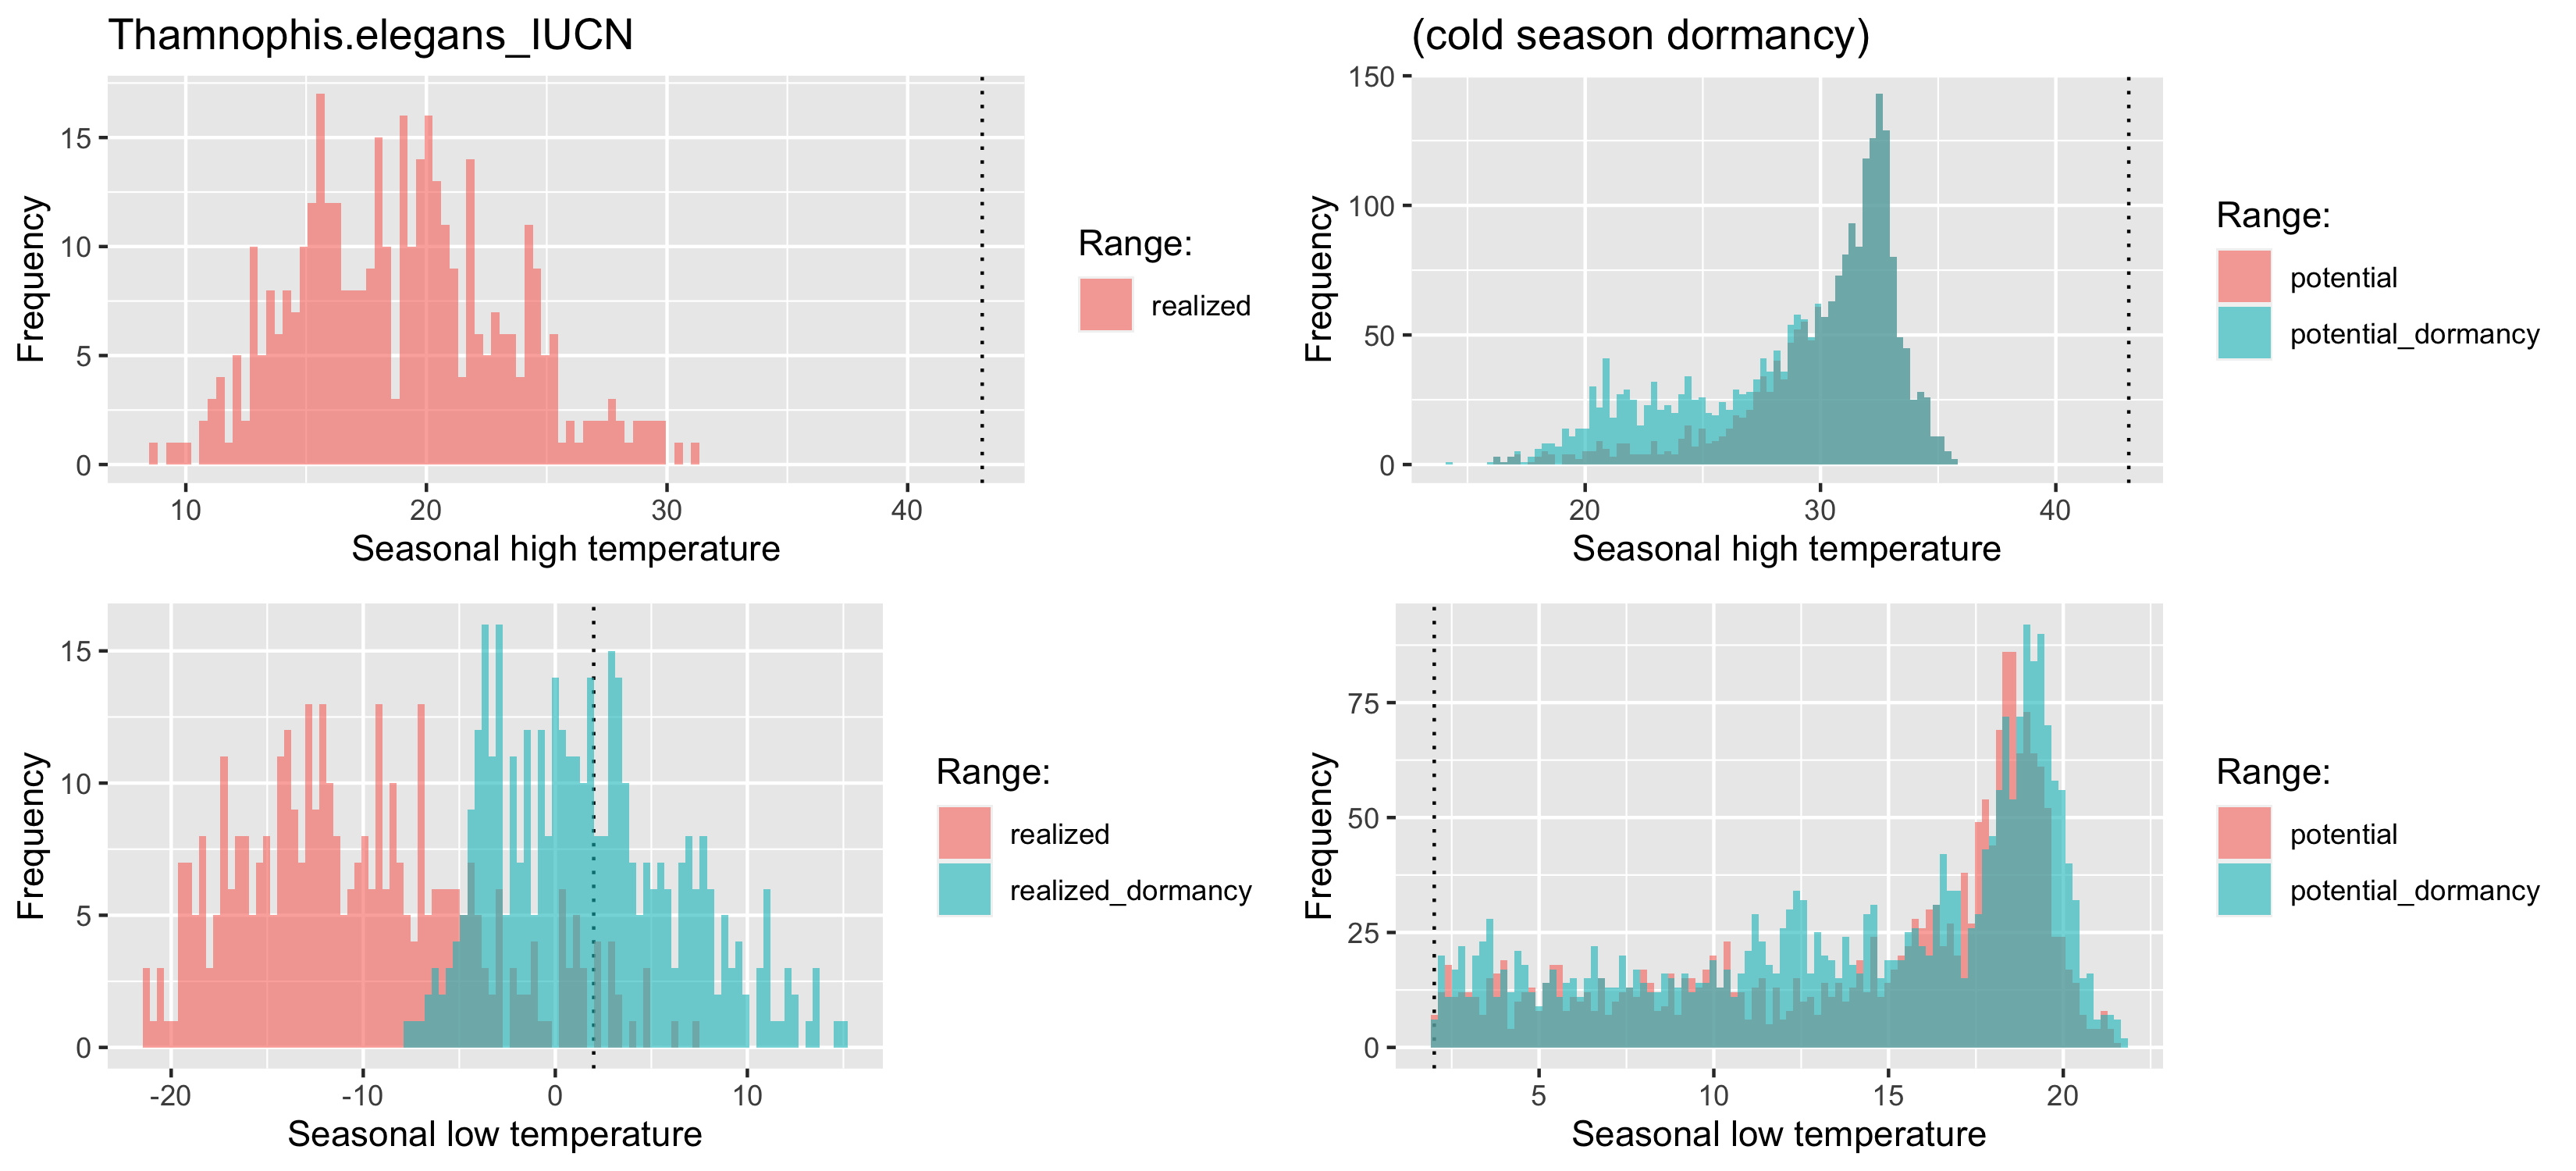 Thamnophis.elegans_IUCN
(cold season dormancy)
Frequency
15
10
5
0
10 20 30 40
Seasonal high temperature
Range:
realized
Frequency
150
100
50
0
20 30 40
Seasonal high temperature
Range:
potential
potential_dormancy
Frequency
15
10
5
0
-20 -10 0 10
Seasonal low temperature
Range:
realized
realized_dormancy
Frequency
75
50
25
0
5 10 15 20
Seasonal low temperature
Range:
potential
potential_dormancy